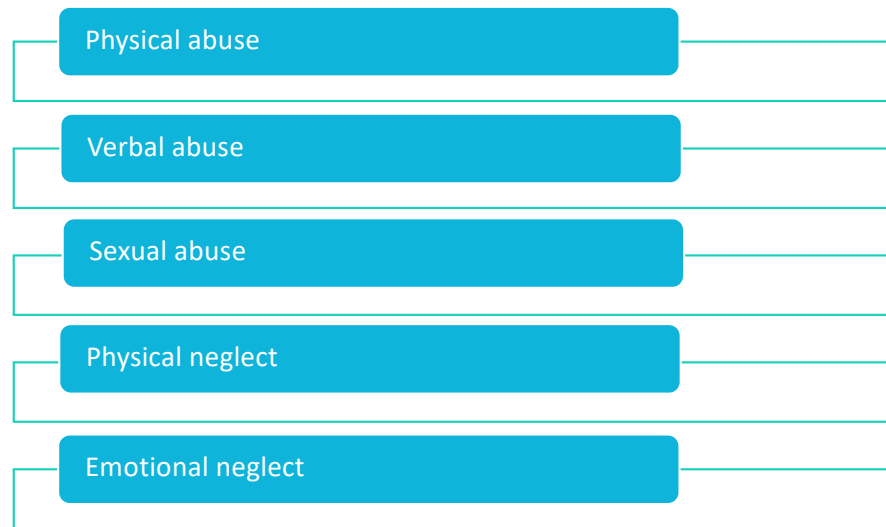 Physical abuse
Verbal abuse
Sexual abuse
Physical neglect
Emotional neglect